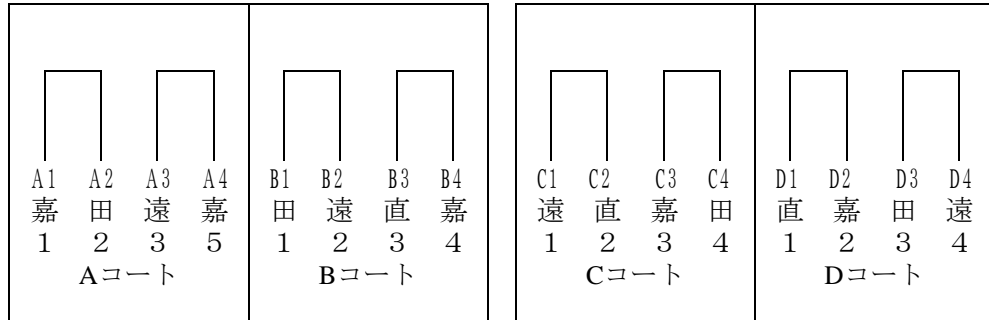 A1 A2 A3 A4 B1 B2 B3 B4 C1 C2 C3 C4 D1 D2 D3 D4
嘉 田 遠 嘉 田 遠 直 嘉 遠 直 嘉 田 直 嘉 田 遠
1 2 3 5 1 2 3 4 1 2 3 4 1 2 3 4
Aコート Bコート Cコート Dコート